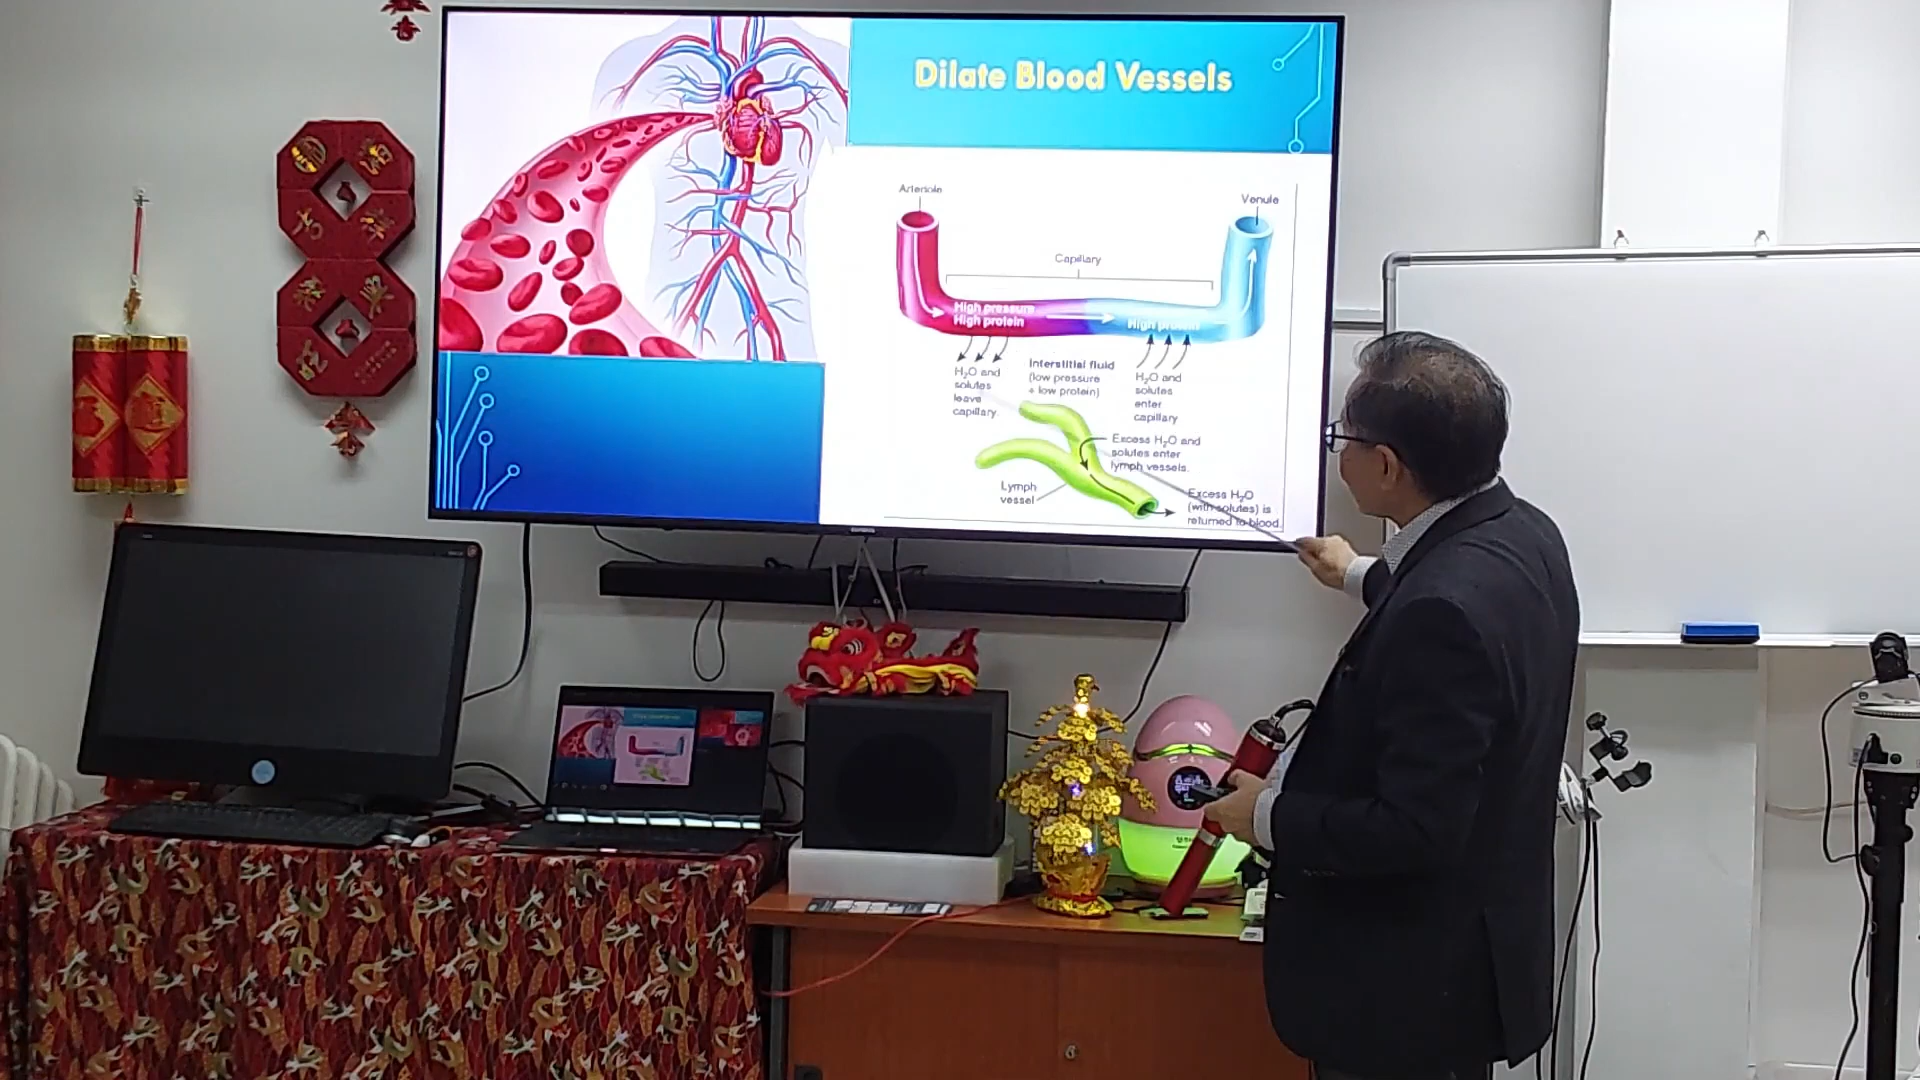 Dilate Blood Vessels
Arteriole
Venule
Capillary
High pressure
High protein
High protein
H₂O and
solutes
leave
capillary.
Interstitial fluid
(low pressure
+ low protein)
H₂O and
solutes
enter
capillary
Excess H₂O and
solutes enter
lymph vessels.
Lymph
vessel
Excess H₂O
(with solutes) is
returned to blood.